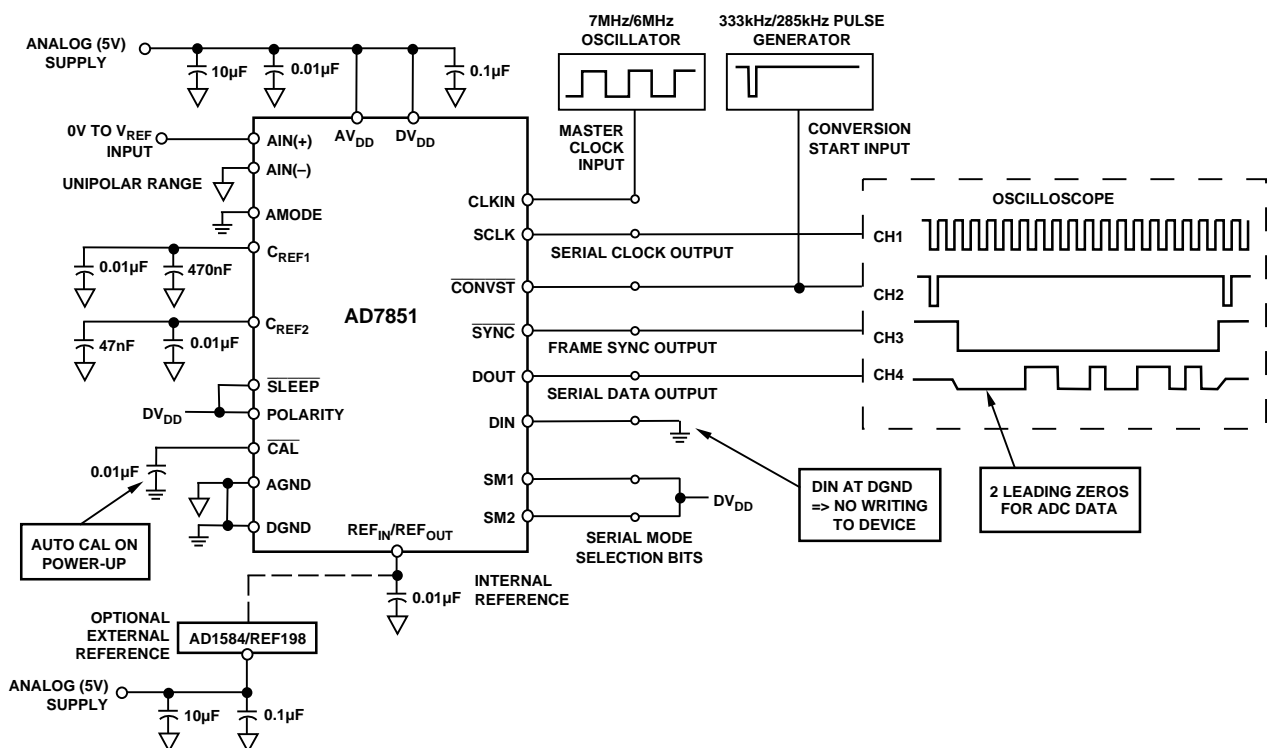 ANALOG (5V)
SUPPLY
10µF
0.01µF
0.1µF
7MHz/6MHz
OSCILLATOR
333kHz/285kHz PULSE
GENERATOR
MASTER
CLOCK
INPUT
CONVERSION
START INPUT
0V TO VREF
INPUT
AIN(+)
AVDD
DVDD
AIN(–)
UNIPOLAR RANGE
AMODE
CREF1
0.01µF
470nF
CREF2
47nF
0.01µF
AD7851
SLEEP
DVDD
POLARITY
CAL
0.01µF
AGND
DGND
AUTO CAL ON
POWER-UP
REFIN/REFOUT
CLKIN
SCLK
SERIAL CLOCK OUTPUT
CONVST
SYNC
FRAME SYNC OUTPUT
DOUT
SERIAL DATA OUTPUT
DIN
SM1
SM2
DVDD
SERIAL MODE
SELECTION BITS
OSCILLOSCOPE
CH1
CH2
CH3
CH4
DIN AT DGND
=> NO WRITING
TO DEVICE
2 LEADING ZEROS
FOR ADC DATA
INTERNAL
REFERENCE
0.01µF
OPTIONAL
EXTERNAL
REFERENCE
AD1584/REF198
ANALOG (5V)
SUPPLY
10µF
0.1µF